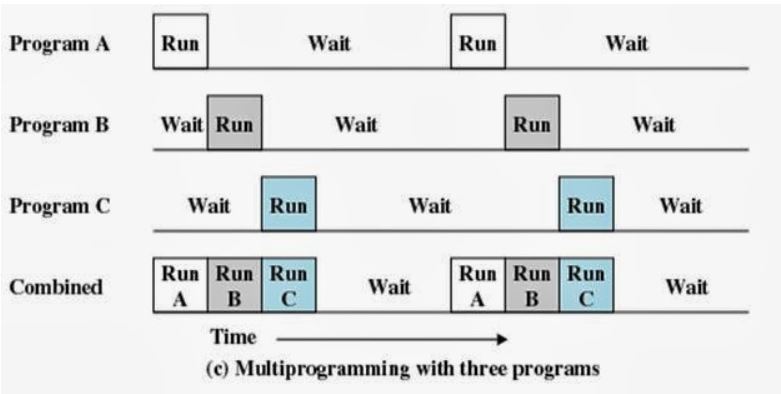 Program A Run Wait Run Wait
Program B Wait Run Wait Run Wait
Program C Wait Run Wait Run Wait
Combined Run A Run B Run C Wait Run A Run B Run C Wait
Time
(c) Multiprogramming with three programs